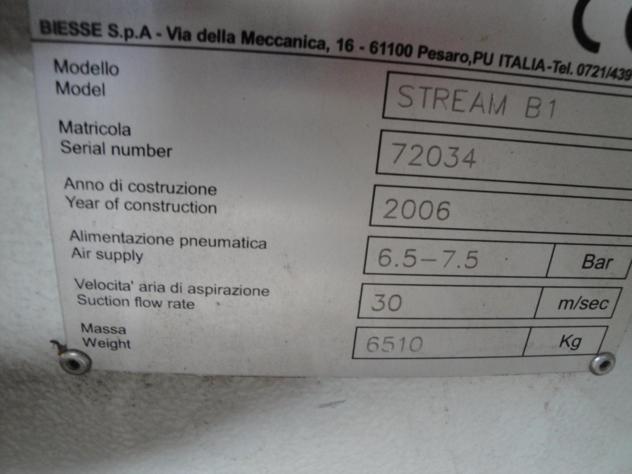 BIESSE S.p.A - Via della Meccanica, 16 - 61100 Pesaro,PU ITALIA-Tel. 0721/439
Modello
Model
STREAM B1
Matricola
Serial number
72034
Anno di costruzione
Year of construction
2006
Alimentazione pneumatica
Air supply
6.5-7.5 Bar
Velocita' aria di aspirazione
Suction flow rate
30 m/sec
Massa
Weight
6510 Kg